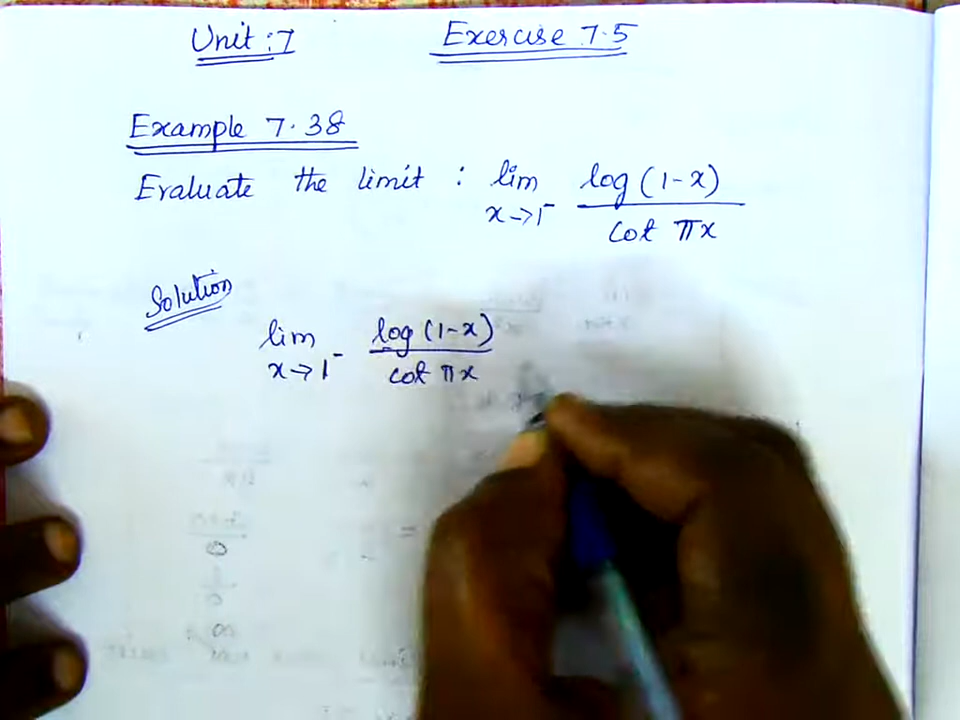 Unit : 7 Exercise 7.5
Example 7.38
Evaluate the limit : lim x→1⁻ log (1-x) / cot πx
Solution
lim x→1⁻ log (1-x) / cot πx